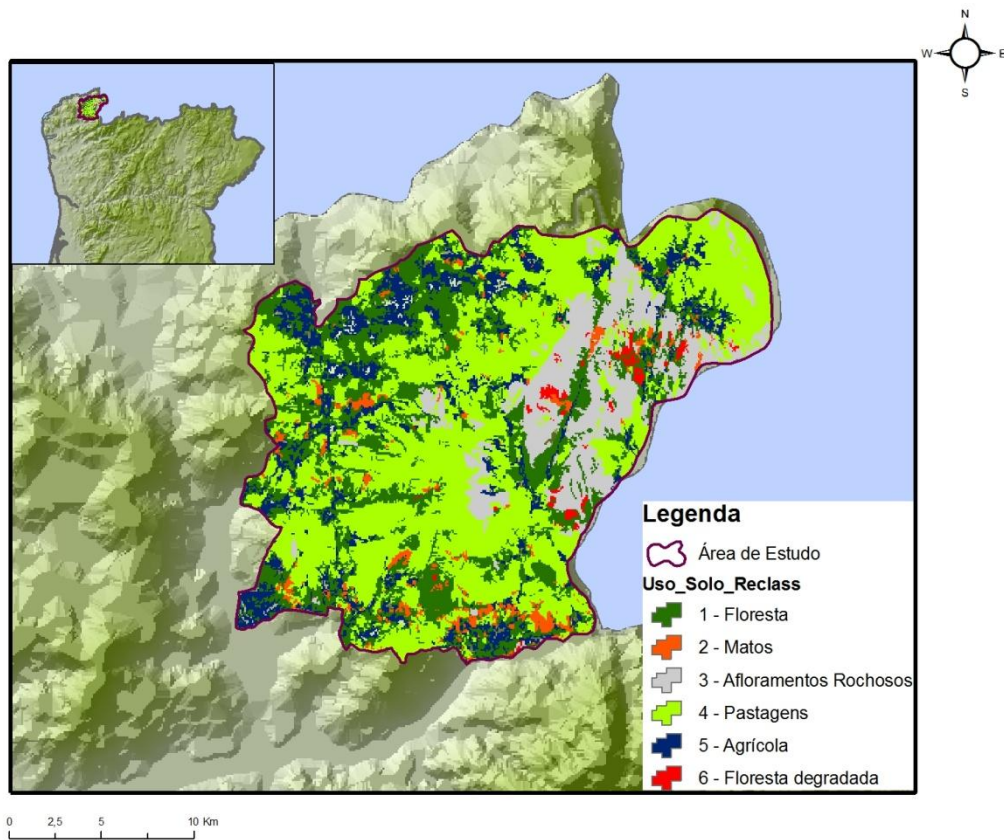 N
W
E
S
Legenda
Área de Estudo
Uso_Solo_Reclass
1 - Floresta
2 - Matos
3 - Afloramentos Rochosos
4 - Pastagens
5 - Agrícola
6 - Floresta degradada
0 2,5 5 10 Km